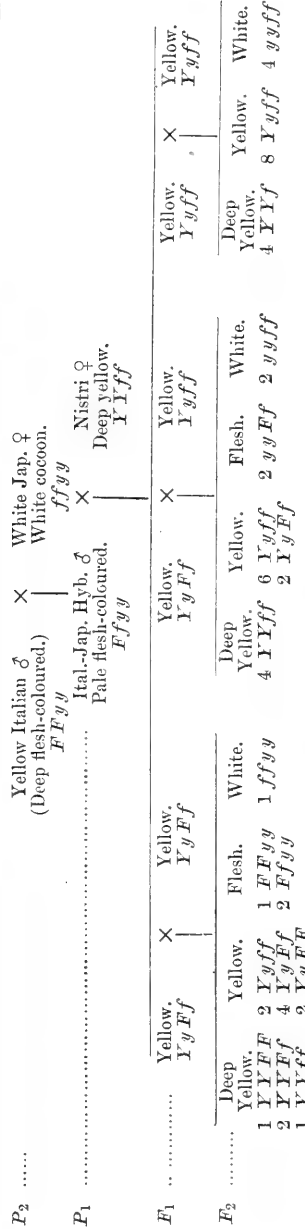 P2 ...... Yellow Italian ♂ × White Jap. ♀
(Deep flesh-coloured.) White cocoon.
FFyy ffyy
P1 ............ Ital.-Jap. Hyb. ♂ × Nistri ♀
Pale flesh-coloured. Deep yellow.
Ffyy YYff
F1 .. ............ Yellow. × Yellow. Yellow. × Yellow. Yellow. × Yellow.
YyFf YyFf YyFf Yyff Yyff Yyff
F2 .......... Deep Yellow. Flesh. White. Deep Yellow. Flesh. White. Deep Yellow. White.
Yellow. Yellow. Yellow.
1 YYFF 2 Yyff 1 FFyy 1 ffyy 4 YYff 6 Yyff 2 yyFf 2 yyff 4 YYf 8 Yyff 4 yyff
2 YYFf 4 YyFf 2 Ffyy 2 YyFf
1 YYff 2 YyFF